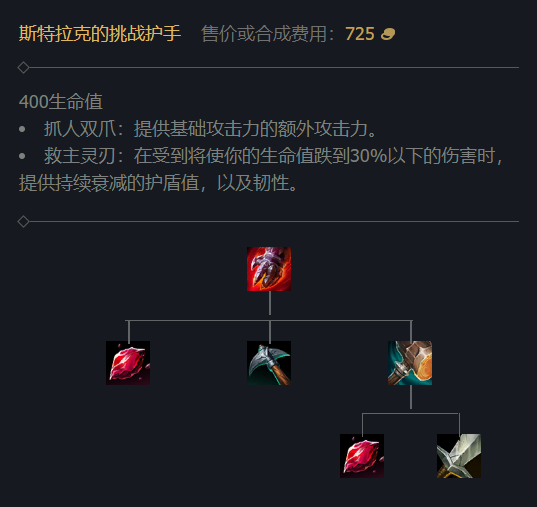 斯特拉克的挑战护手 售价或合成费用：725
400生命值
• 抓人双爪：提供基础攻击力的额外攻击力。
• 救主灵刃：在受到将使你的生命值跌到30%以下的伤害时，
提供持续衰减的护盾值，以及韧性。